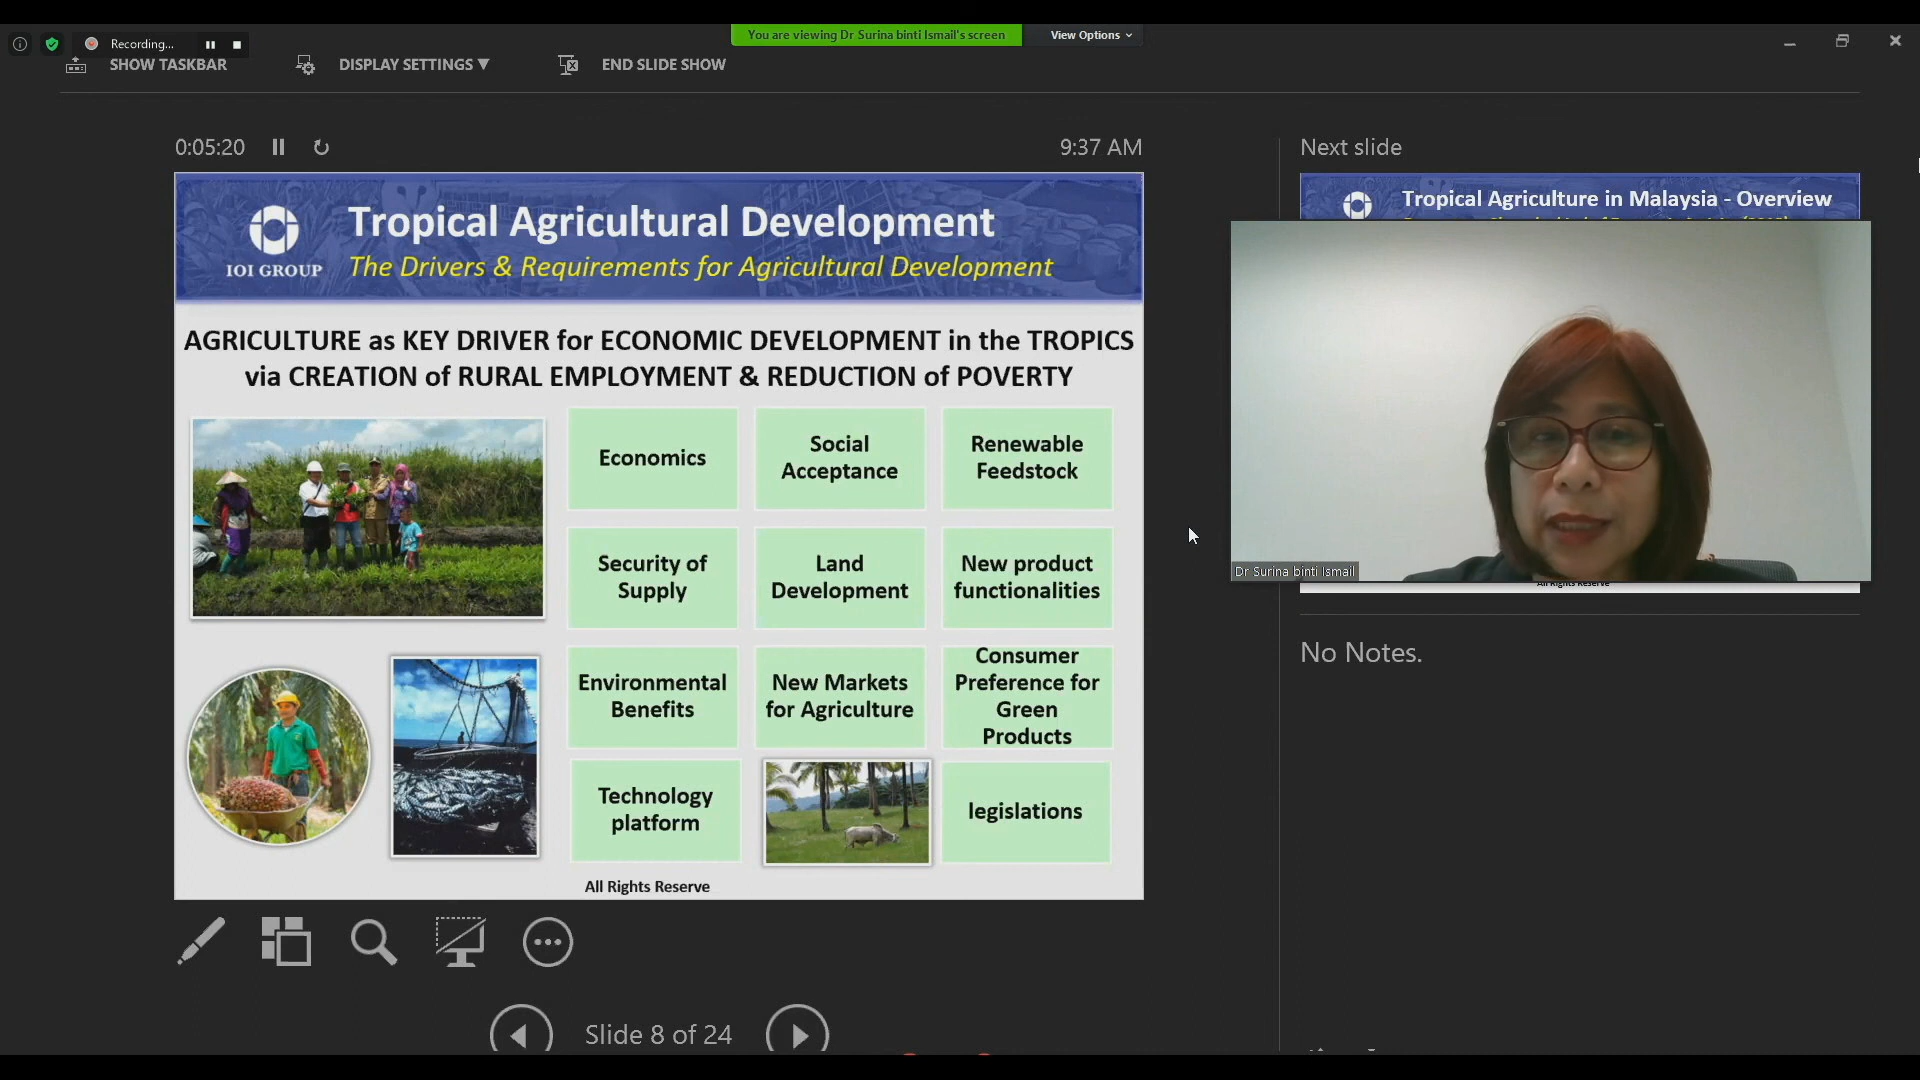 Recording...
You are viewing Dr Surina binti Ismail's screen
View Options
SHOW TASKBAR
DISPLAY SETTINGS
END SLIDE SHOW
0:05:20
9:37 AM
Next slide
IOI GROUP
Tropical Agricultural Development
The Drivers & Requirements for Agricultural Development
Tropical Agriculture in Malaysia - Overview
AGRICULTURE as KEY DRIVER for ECONOMIC DEVELOPMENT in the TROPICS
via CREATION of RURAL EMPLOYMENT & REDUCTION of POVERTY
Economics
Social
Acceptance
Renewable
Feedstock
Security of
Supply
Land
Development
New product
functionalities
Environmental
Benefits
New Markets
for Agriculture
Consumer
Preference for
Green
Products
Technology
platform
legislations
All Rights Reserve
Dr Surina binti Ismail
All Rights Reserve
No Notes.
Slide 8 of 24